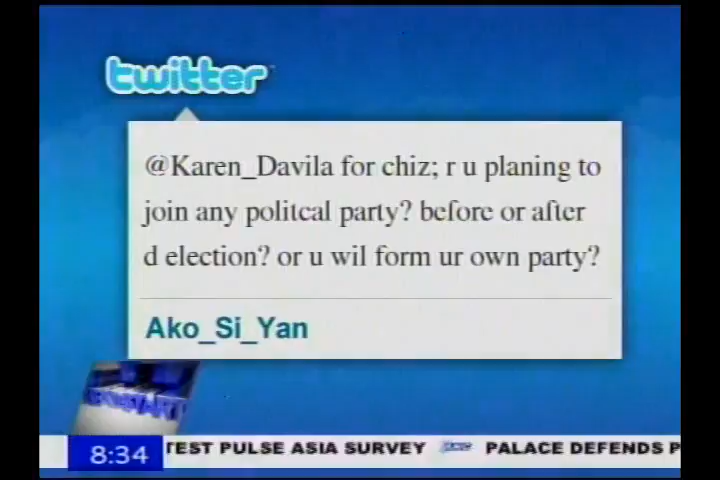 twitter
@Karen_Davila for chiz; r u planing to
join any politcal party? before or after
d election? or u wil form ur own party?
Ako_Si_Yan
8:34 TEST PULSE ASIA SURVEY PALACE DEFENDS P